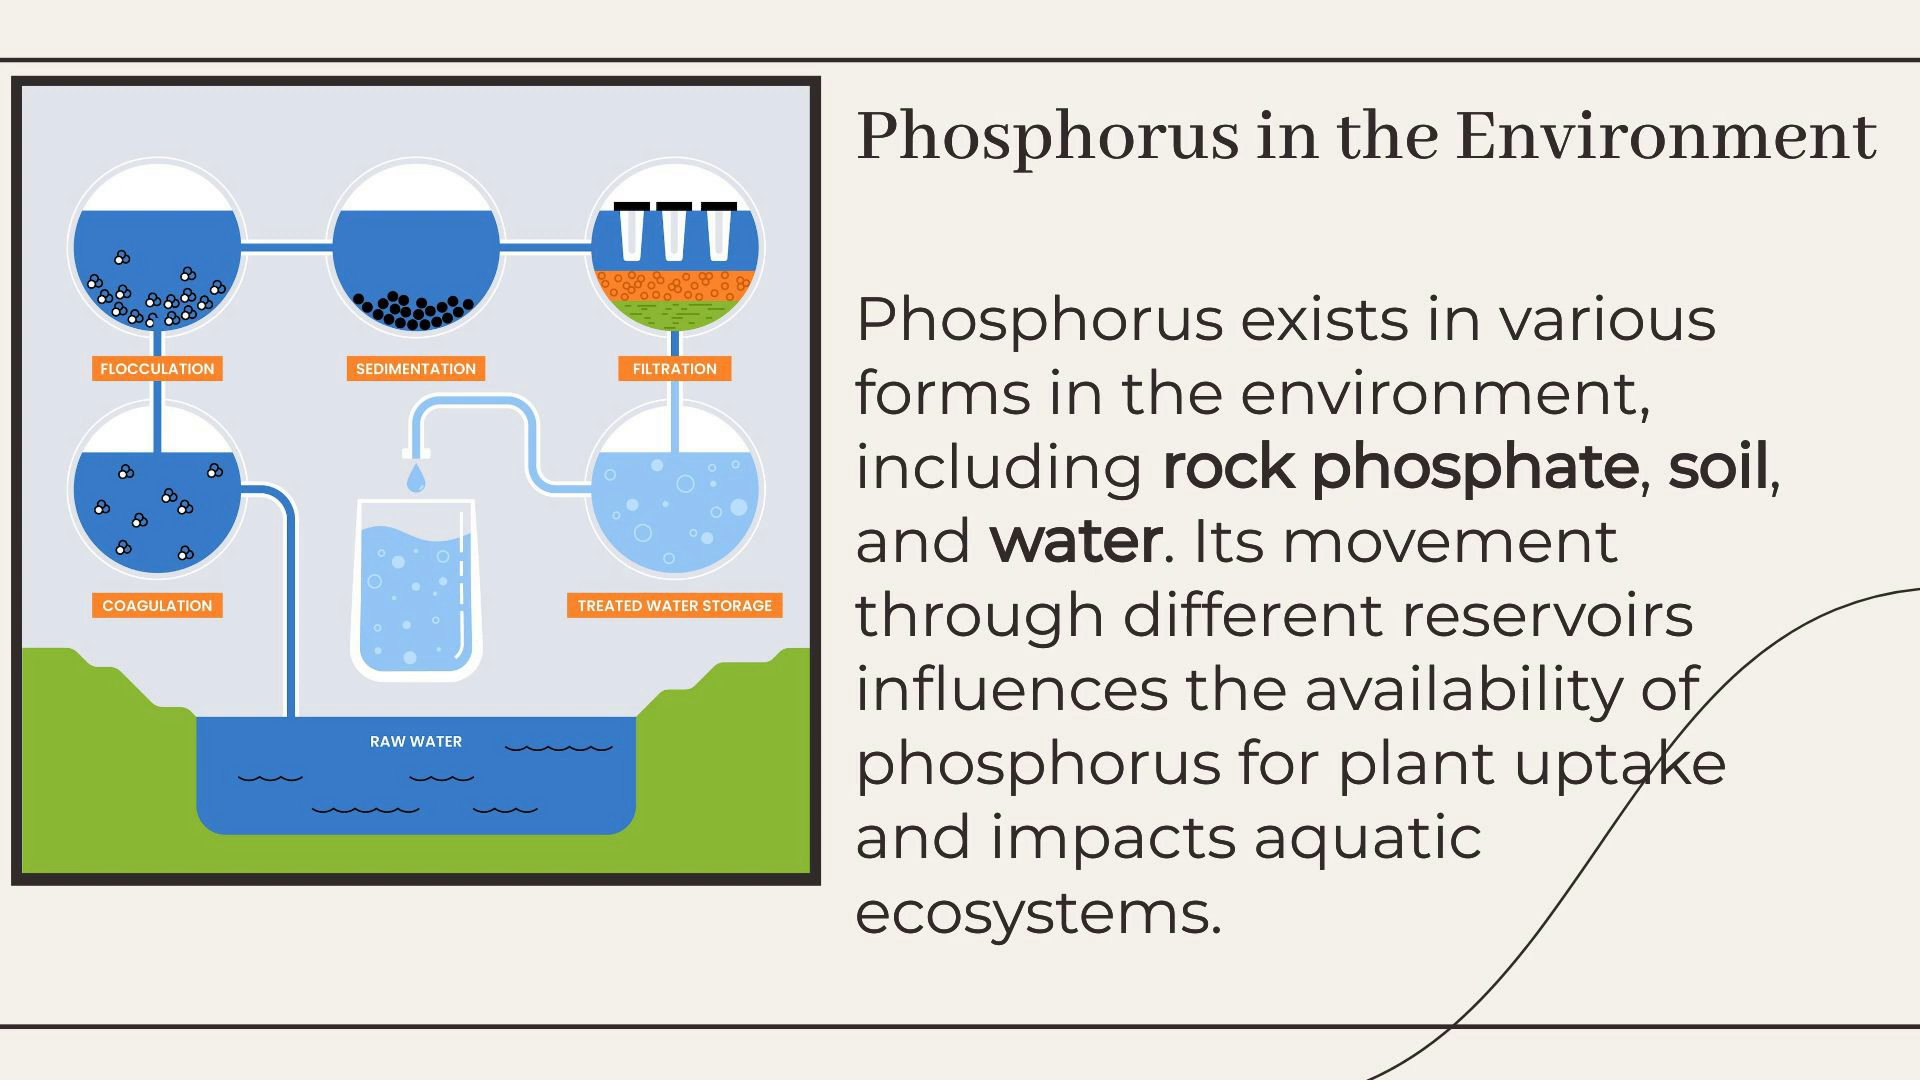 Phosphorus in the Environment
Phosphorus exists in various
forms in the environment,
including rock phosphate, soil,
and water. Its movement
through different reservoirs
influences the availability of
phosphorus for plant uptake
and impacts aquatic
ecosystems.
FLOCCULATION
SEDIMENTATION
FILTRATION
COAGULATION
TREATED WATER STORAGE
RAW WATER